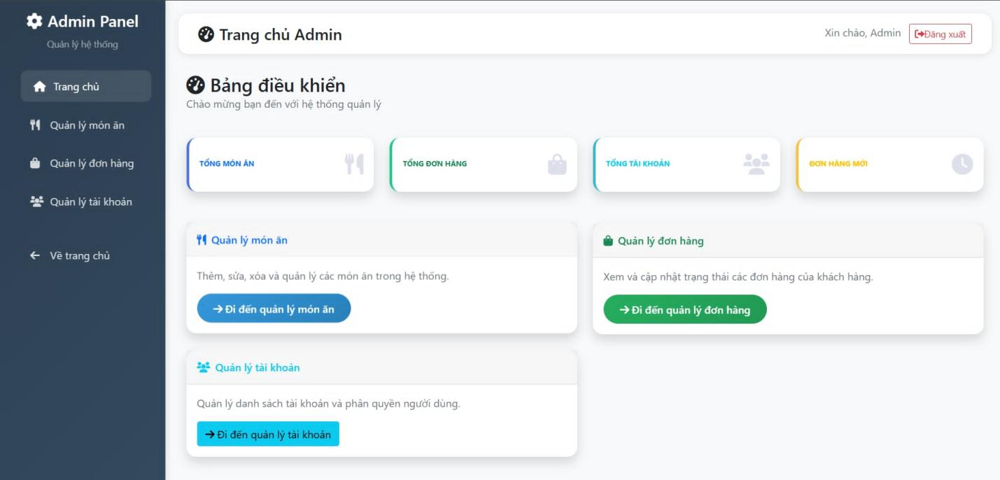 Admin Panel
Quản lý hệ thống
Trang chủ
Quản lý món ăn
Quản lý đơn hàng
Quản lý tài khoản
Về trang chủ
Trang chủ Admin
Xin chào, Admin
Đăng xuất
Bảng điều khiển
Chào mừng bạn đến với hệ thống quản lý
TỔNG MÓN ĂN
TỔNG ĐƠN HÀNG
TỔNG TÀI KHOẢN
ĐƠN HÀNG MỚI
Quản lý món ăn
Thêm, sửa, xóa và quản lý các món ăn trong hệ thống.
Đi đến quản lý món ăn
Quản lý đơn hàng
Xem và cập nhật trạng thái các đơn hàng của khách hàng.
Đi đến quản lý đơn hàng
Quản lý tài khoản
Quản lý danh sách tài khoản và phân quyền người dùng.
Đi đến quản lý tài khoản